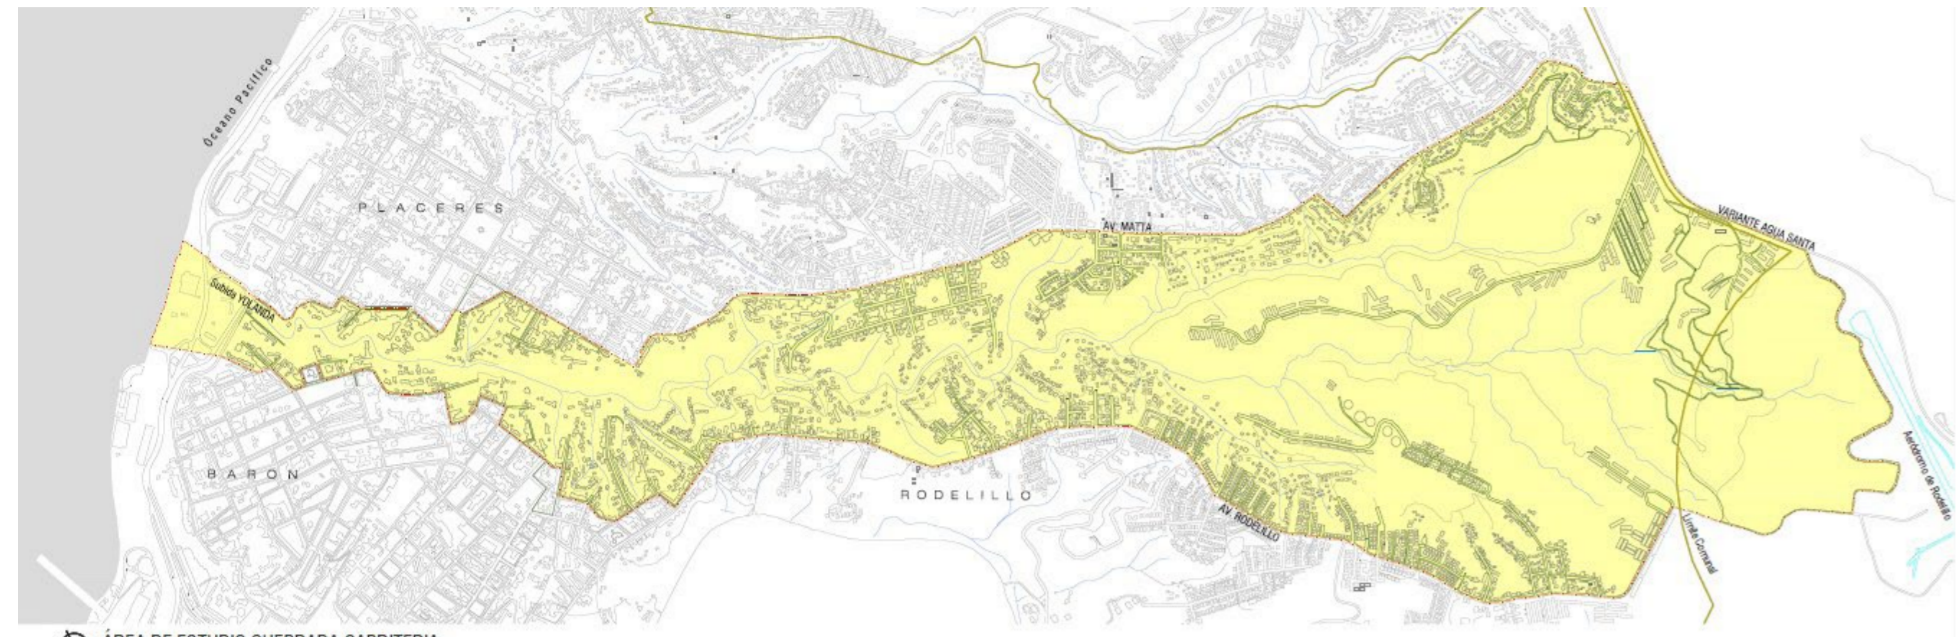 Óceano Pacífico
PLACERES
AV. MATTA
VARIANTE AGUA SANTA
Subida YOLANDA
BARON
RODELILLO
AV. RODELILLO
Límite Comunal
Aeródromo de Rodelillo
ÁREA DE ESTUDIO QUEBRADA CABRITERIA